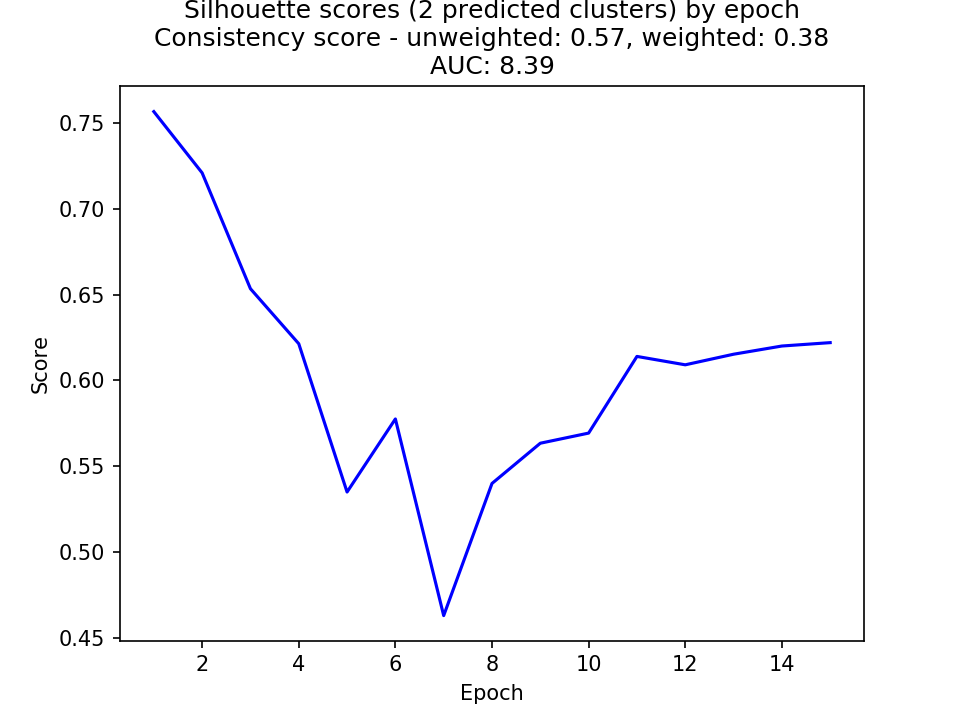 Silhouette scores (2 predicted clusters) by epoch
Consistency score - unweighted: 0.57, weighted: 0.38
AUC: 8.39
0.75
0.70
0.65
0.60
0.55
0.50
0.45
Score
2 4 6 8 10 12 14
Epoch